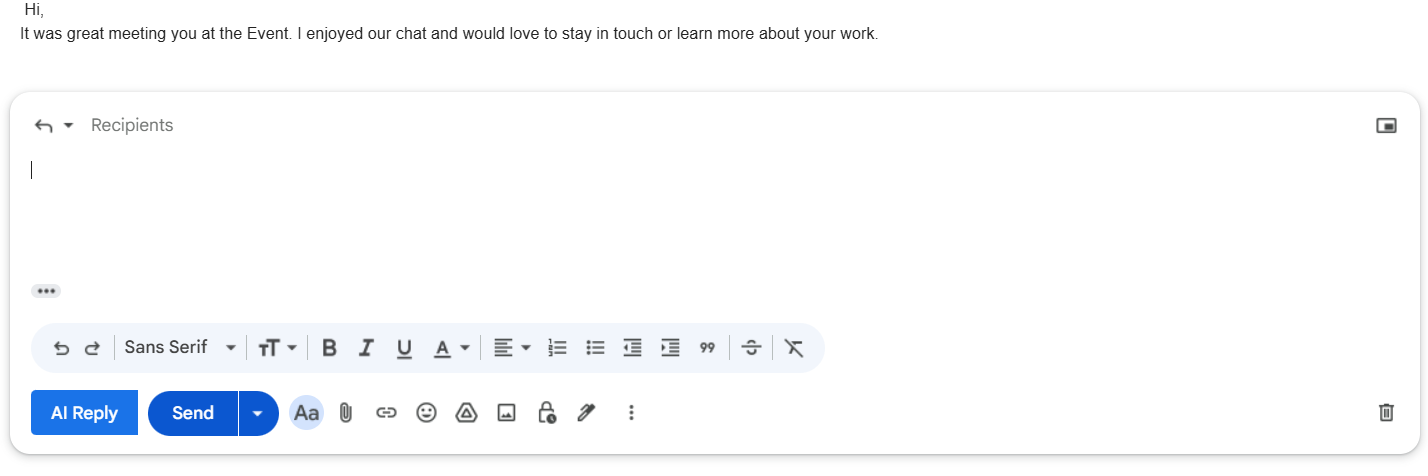 Hi,
It was great meeting you at the Event. I enjoyed our chat and would love to stay in touch or learn more about your work.
Recipients
Sans Serif
B I U A
AI Reply Send Aa